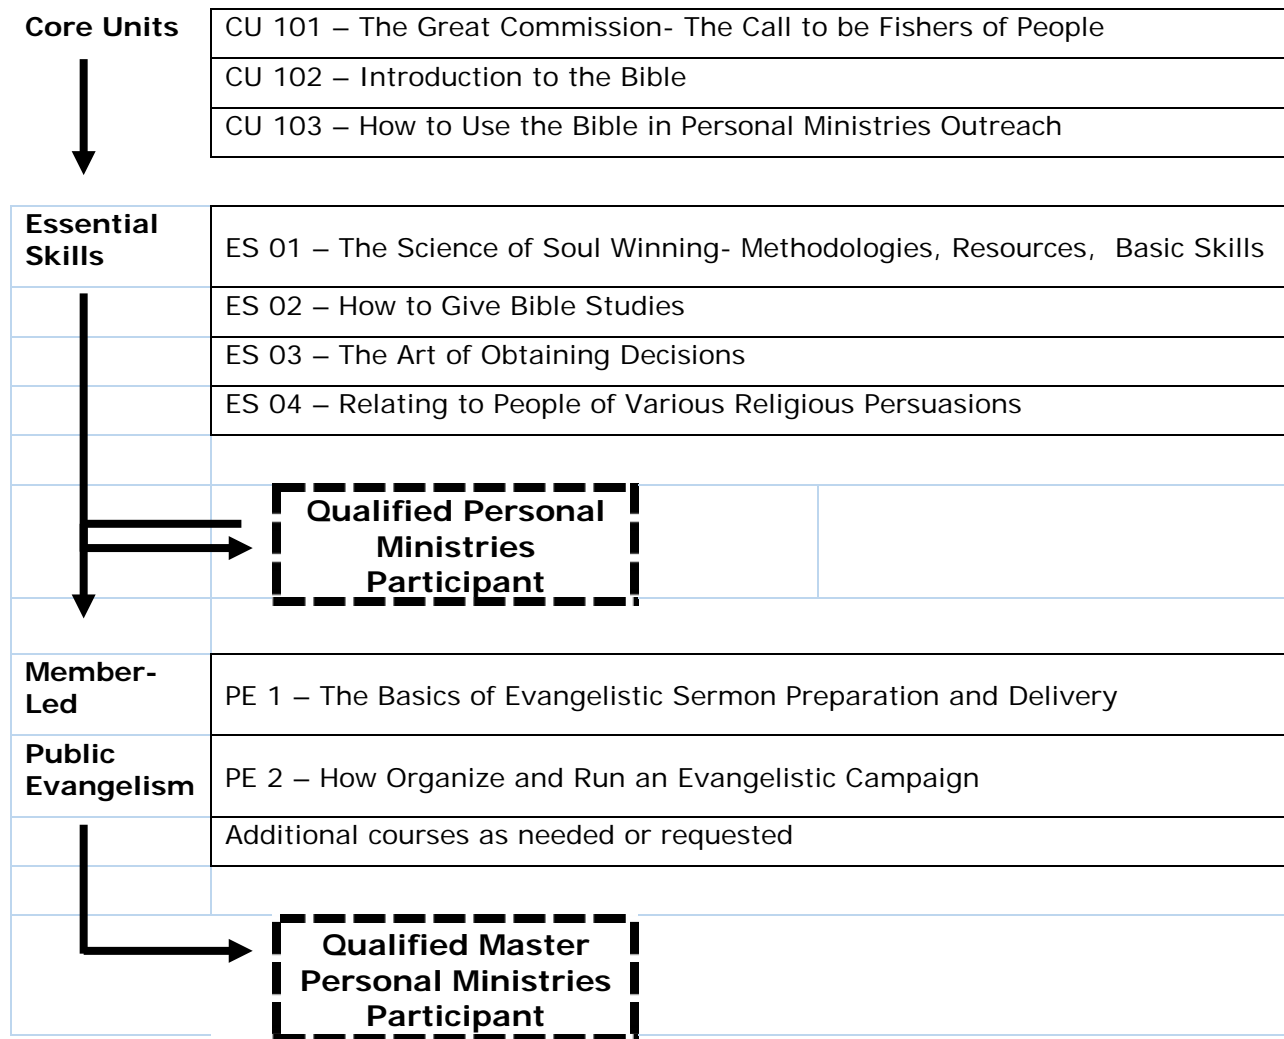 Core Units
CU 101 – The Great Commission- The Call to be Fishers of People
CU 102 – Introduction to the Bible
CU 103 – How to Use the Bible in Personal Ministries Outreach
Essential
Skills
ES 01 – The Science of Soul Winning- Methodologies, Resources,  Basic Skills
ES 02 – How to Give Bible Studies
ES 03 – The Art of Obtaining Decisions
ES 04 – Relating to People of Various Religious Persuasions
Qualified Personal
Ministries
Participant
Member-
Led
PE 1 – The Basics of Evangelistic Sermon Preparation and Delivery
Public
Evangelism
PE 2 – How Organize and Run an Evangelistic Campaign
Additional courses as needed or requested
Qualified Master
Personal Ministries
Participant